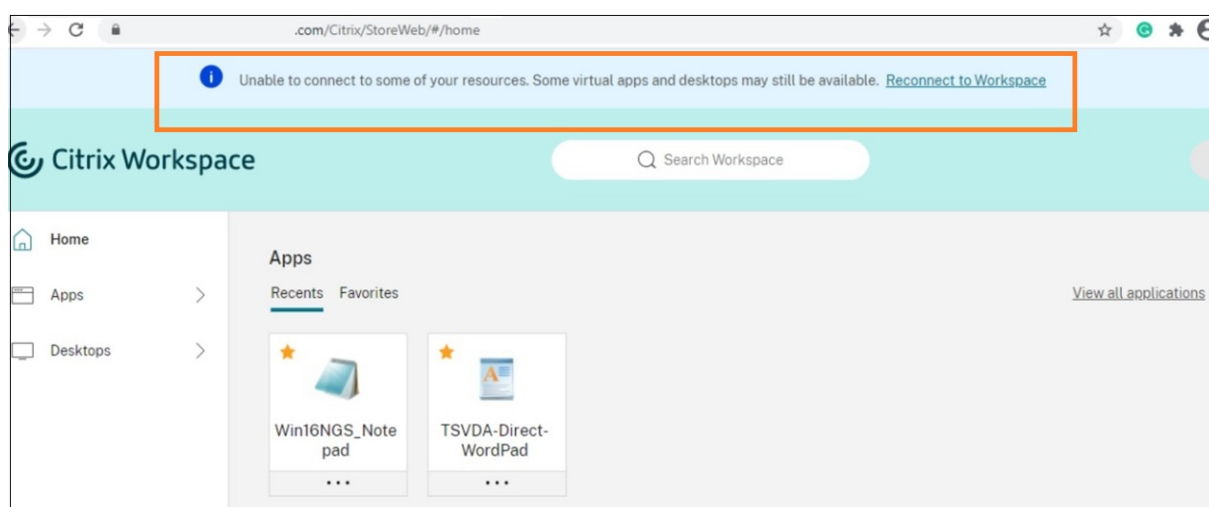 .com/Citrix/StoreWeb/#/home
Unable to connect to some of your resources. Some virtual apps and desktops may still be available. Reconnect to Workspace
Citrix Workspace
Search Workspace
Home
Apps
Desktops
Apps
Recents Favorites
View all applications
Win16NGS_Note
pad
TSVDA-Direct-
WordPad